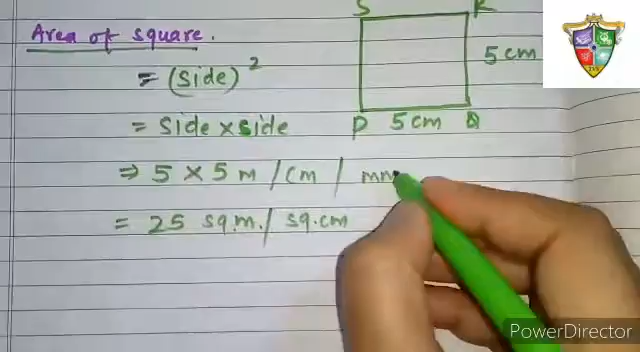 Area of square.
S R
= (side)²
5 cm
= side × side
P 5 cm Q
⇒ 5 × 5 m / cm / mm
= 25 sq.m. / sq.cm
PowerDirector